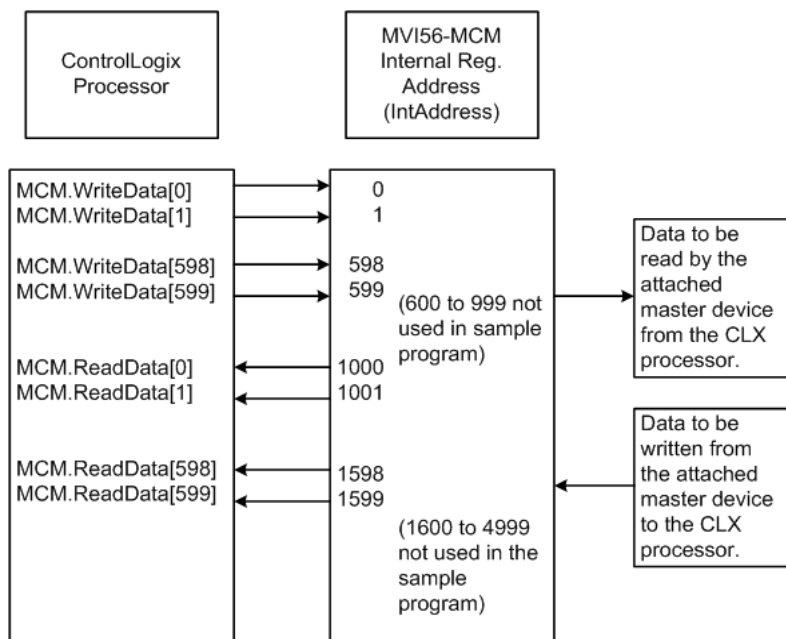 ControlLogix
Processor
MVI56-MCM
Internal Reg.
Address
(IntAddress)
MCM.WriteData[0]
MCM.WriteData[1]
MCM.WriteData[598]
MCM.WriteData[599]
MCM.ReadData[0]
MCM.ReadData[1]
MCM.ReadData[598]
MCM.ReadData[599]
0
1
598
599
(600 to 999 not
used in sample
program)
1000
1001
1598
1599
(1600 to 4999
not used in the
sample
program)
Data to be
read by the
attached
master device
from the CLX
processor.
Data to be
written from
the attached
master device
to the CLX
processor.